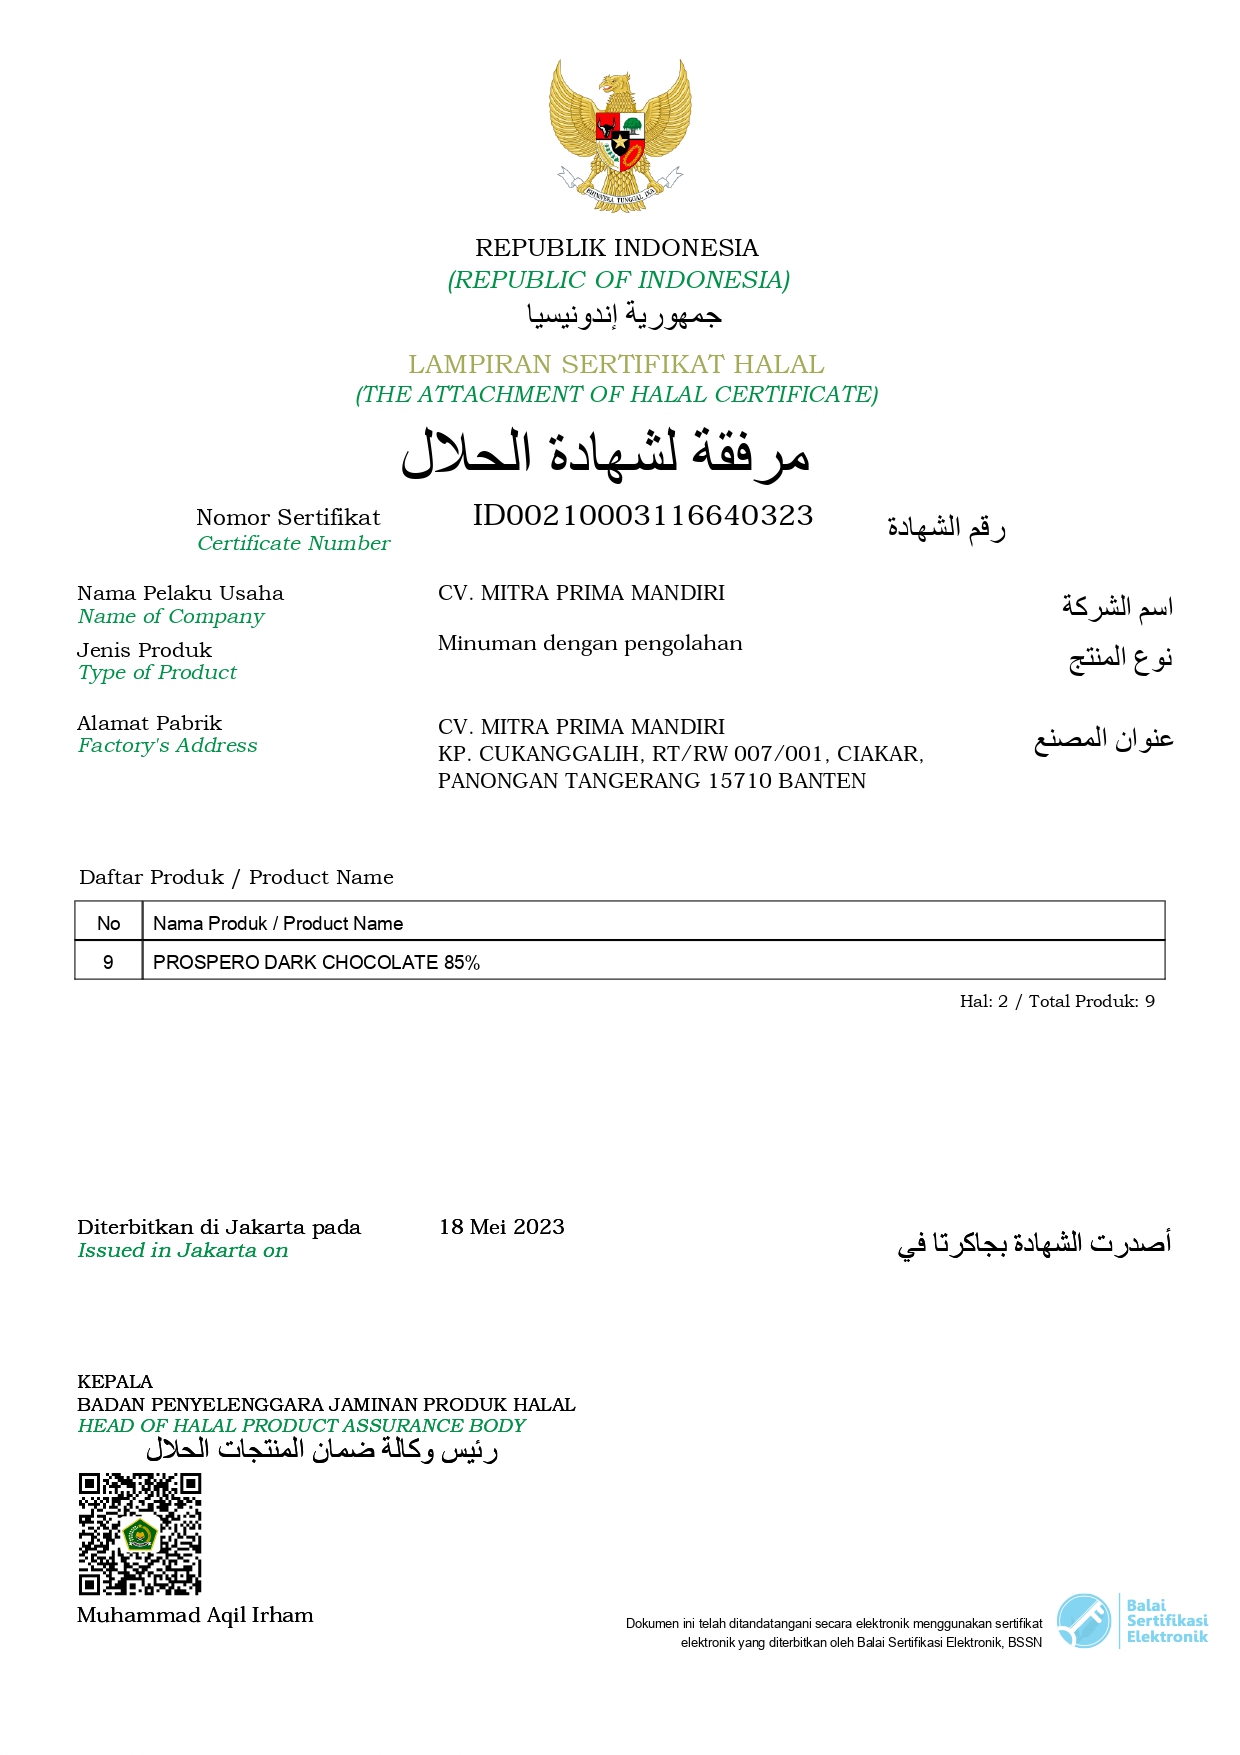 BHINNEKA TUNGGAL IKA
REPUBLIK INDONESIA
(REPUBLIC OF INDONESIA)
جمهورية إندونيسيا
LAMPIRAN SERTIFIKAT HALAL
(THE ATTACHMENT OF HALAL CERTIFICATE)
مرفقة لشهادة الحلال
Nomor Sertifikat ID00210003116640323 رقم الشهادة
Certificate Number
Nama Pelaku Usaha CV. MITRA PRIMA MANDIRI اسم الشركة
Name of Company
Jenis Produk Minuman dengan pengolahan نوع المنتج
Type of Product
Alamat Pabrik CV. MITRA PRIMA MANDIRI عنوان المصنع
Factory's Address KP. CUKANGGALIH, RT/RW 007/001, CIAKAR,
PANONGAN TANGERANG 15710 BANTEN
Daftar Produk / Product Name
No Nama Produk / Product Name
9 PROSPERO DARK CHOCOLATE 85%
Hal: 2 / Total Produk: 9
Diterbitkan di Jakarta pada 18 Mei 2023 أصدرت الشهادة بجاكرتا في
Issued in Jakarta on
KEPALA
BADAN PENYELENGGARA JAMINAN PRODUK HALAL
HEAD OF HALAL PRODUCT ASSURANCE BODY
رئيس وكالة ضمان المنتجات الحلال
Muhammad Aqil Irham
Dokumen ini telah ditandatangani secara elektronik menggunakan sertifikat
elektronik yang diterbitkan oleh Balai Sertifikasi Elektronik, BSSN
Balai
Sertifikasi
Elektronik